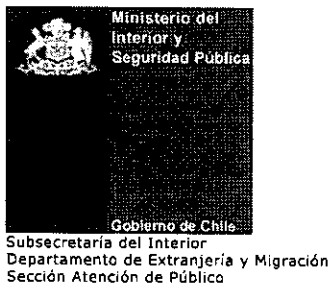 Ministerio del
Interior y
Seguridad Pública
Gobierno de Chile
Subsecretaría del Interior
Departamento de Extranjería y Migración
Sección Atención de Público